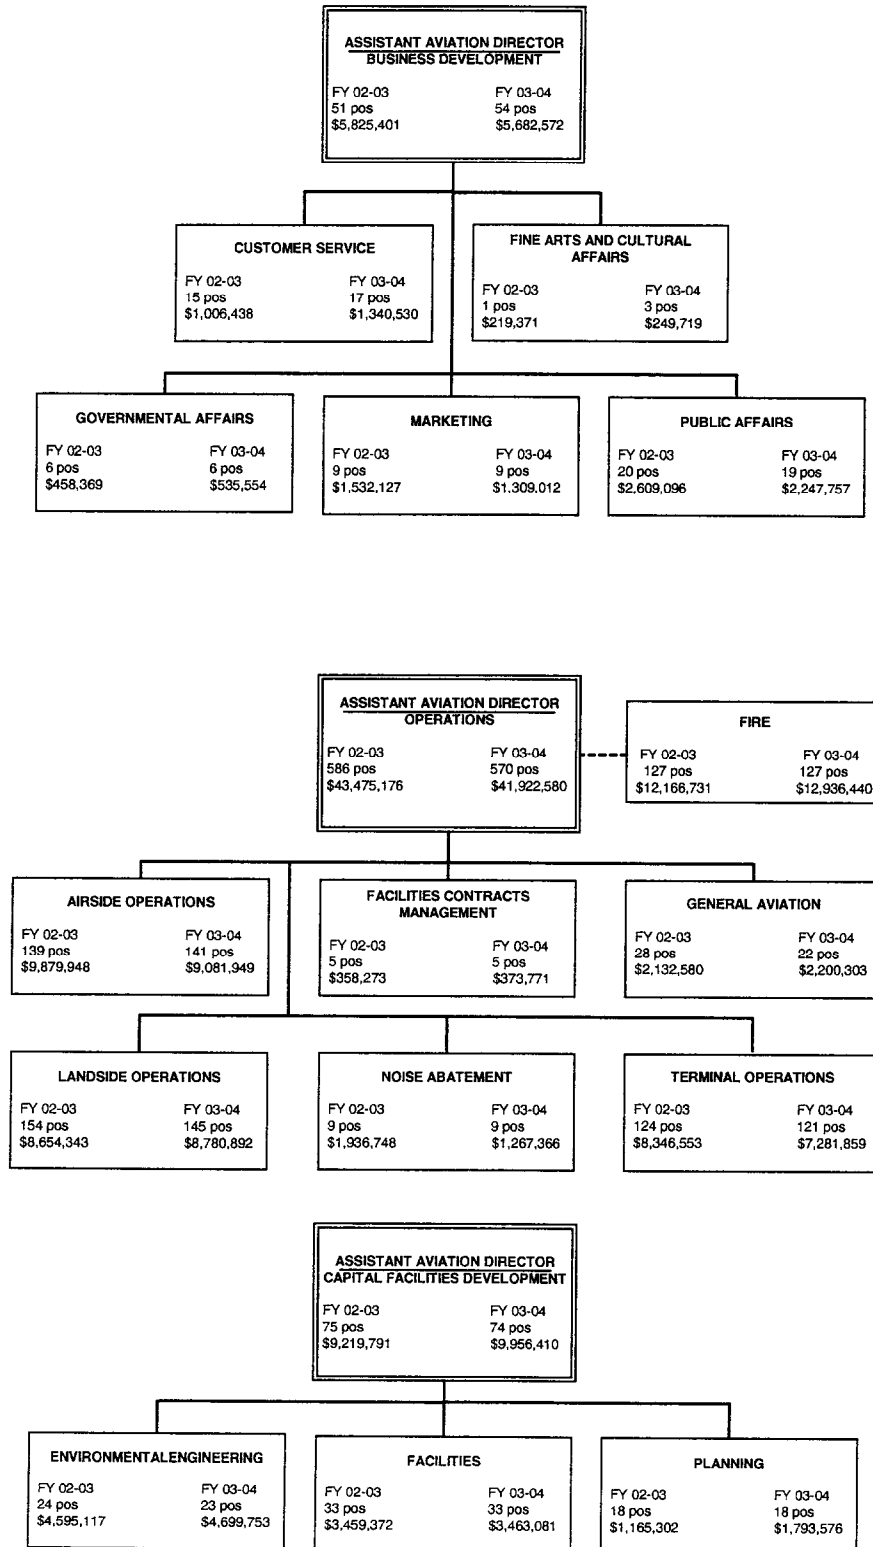 ASSISTANT AVIATION DIRECTOR
BUSINESS DEVELOPMENT
FY 02-03 FY 03-04
51 pos 54 pos
$5,825,401 $5,682,572
CUSTOMER SERVICE
FY 02-03 FY 03-04
15 pos 17 pos
$1,006,438 $1,340,530
FINE ARTS AND CULTURAL
AFFAIRS
FY 02-03 FY 03-04
1 pos 3 pos
$219,371 $249,719
GOVERNMENTAL AFFAIRS
FY 02-03 FY 03-04
6 pos 6 pos
$458,369 $535,554
MARKETING
FY 02-03 FY 03-04
9 pos 9 pos
$1,532,127 $1.309.012
PUBLIC AFFAIRS
FY 02-03 FY 03-04
20 pos 19 pos
$2,609,096 $2,247,757
ASSISTANT AVIATION DIRECTOR
OPERATIONS
FY 02-03 FY 03-04
586 pos 570 pos
$43,475,176 $41,922,580
FIRE
FY 02-03 FY 03-04
127 pos 127 pos
$12,166,731 $12,936,440
AIRSIDE OPERATIONS
FY 02-03 FY 03-04
139 pos 141 pos
$9,879,948 $9,081,949
FACILITIES CONTRACTS
MANAGEMENT
FY 02-03 FY 03-04
5 pos 5 pos
$358,273 $373,771
GENERAL AVIATION
FY 02-03 FY 03-04
28 pos 22 pos
$2,132,580 $2,200,303
LANDSIDE OPERATIONS
FY 02-03 FY 03-04
154 pos 145 pos
$8,654,343 $8,780,892
NOISE ABATEMENT
FY 02-03 FY 03-04
9 pos 9 pos
$1,936,748 $1,267,366
TERMINAL OPERATIONS
FY 02-03 FY 03-04
124 pos 121 pos
$8,346,553 $7,281,859
ASSISTANT AVIATION DIRECTOR
CAPITAL FACILITIES DEVELOPMENT
FY 02-03 FY 03-04
75 pos 74 pos
$9,219,791 $9,956,410
ENVIRONMENTALENGINEERING
FY 02-03 FY 03-04
24 pos 23 pos
$4,595,117 $4,699,753
FACILITIES
FY 02-03 FY 03-04
33 pos 33 pos
$3,459,372 $3,463,081
PLANNING
FY 02-03 FY 03-04
18 pos 18 pos
$1,165,302 $1,793,576